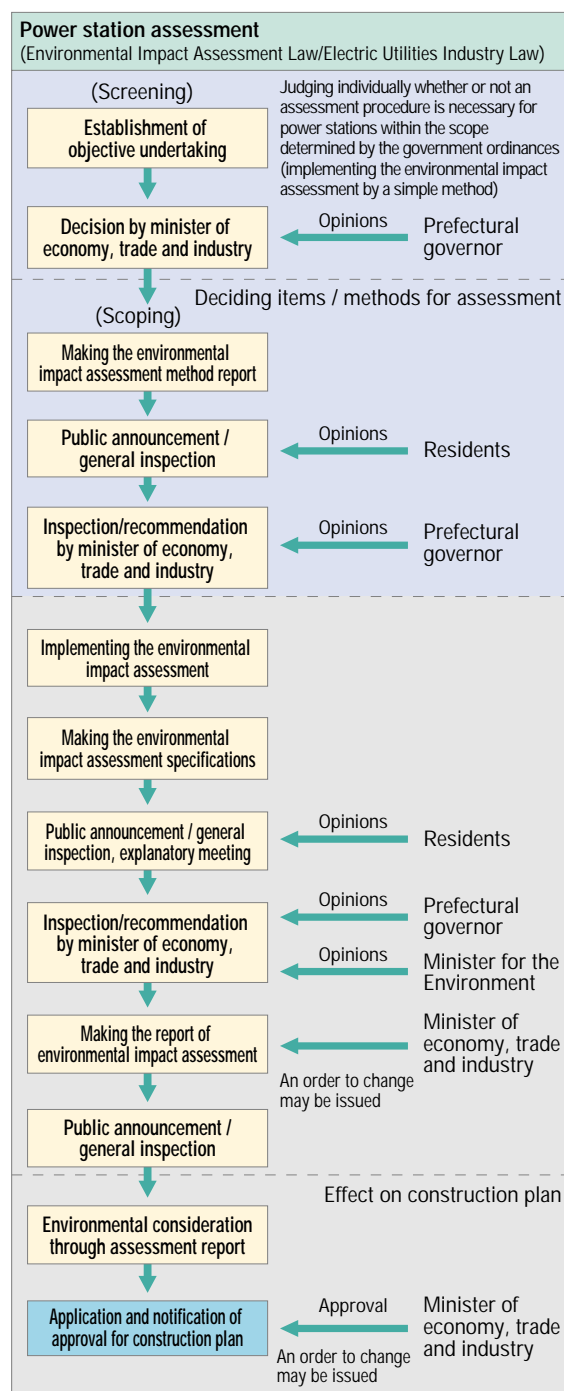 Power station assessment
(Environmental Impact Assessment Law/Electric Utilities Industry Law)
(Screening)
Establishment of
objective undertaking
Judging individually whether or not an
assessment procedure is necessary for
power stations within the scope
determined by the government ordinances
(implementing the environmental impact
assessment by a simple method)
Decision by minister of
economy, trade and industry
Opinions
Prefectural
governor
Deciding items / methods for assessment
(Scoping)
Making the environmental
impact assessment method report
Public announcement /
general inspection
Opinions
Residents
Inspection/recommendation
by minister of economy,
trade and industry
Opinions
Prefectural
governor
Implementing the environmental
impact assessment
Making the environmental
impact assessment specifications
Public announcement / general
inspection, explanatory meeting
Opinions
Residents
Inspection/recommendation
by minister of economy,
trade and industry
Opinions
Prefectural
governor
Opinions
Minister for the
Environment
Making the report of
environmental impact assessment
Minister of
economy, trade
and industry
An order to change
may be issued
Public announcement /
general inspection
Effect on construction plan
Environmental consideration
through assessment report
Application and notification of
approval for construction plan
Approval
Minister of
economy, trade
and industry
An order to change
may be issued